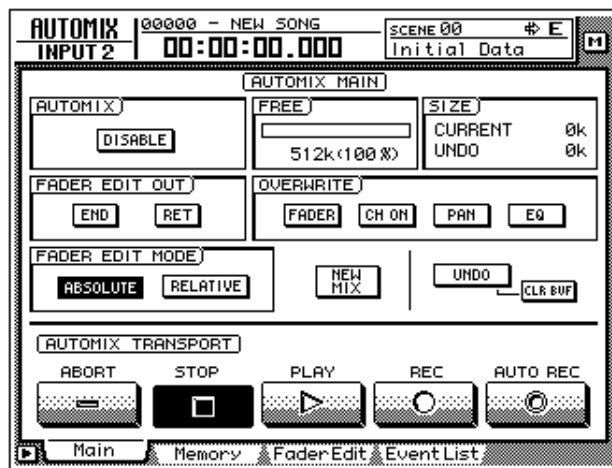 AUTOMIX 00000 - NEW SONG SCENE 00 E
INPUT 2 00:00:00.000 Initial Data M
AUTOMIX MAIN
AUTOMIX FREE SIZE
DISABLE 512k(100%) CURRENT 0k
UNDO 0k
FADER EDIT OUT OVERWRITE
END RET FADER CH ON PAN EQ
FADER EDIT MODE
ABSOLUTE RELATIVE NEW MIX UNDO CLR BUF
AUTOMIX TRANSPORT
ABORT STOP PLAY REC AUTO REC
Main Memory Fader Edit Event List